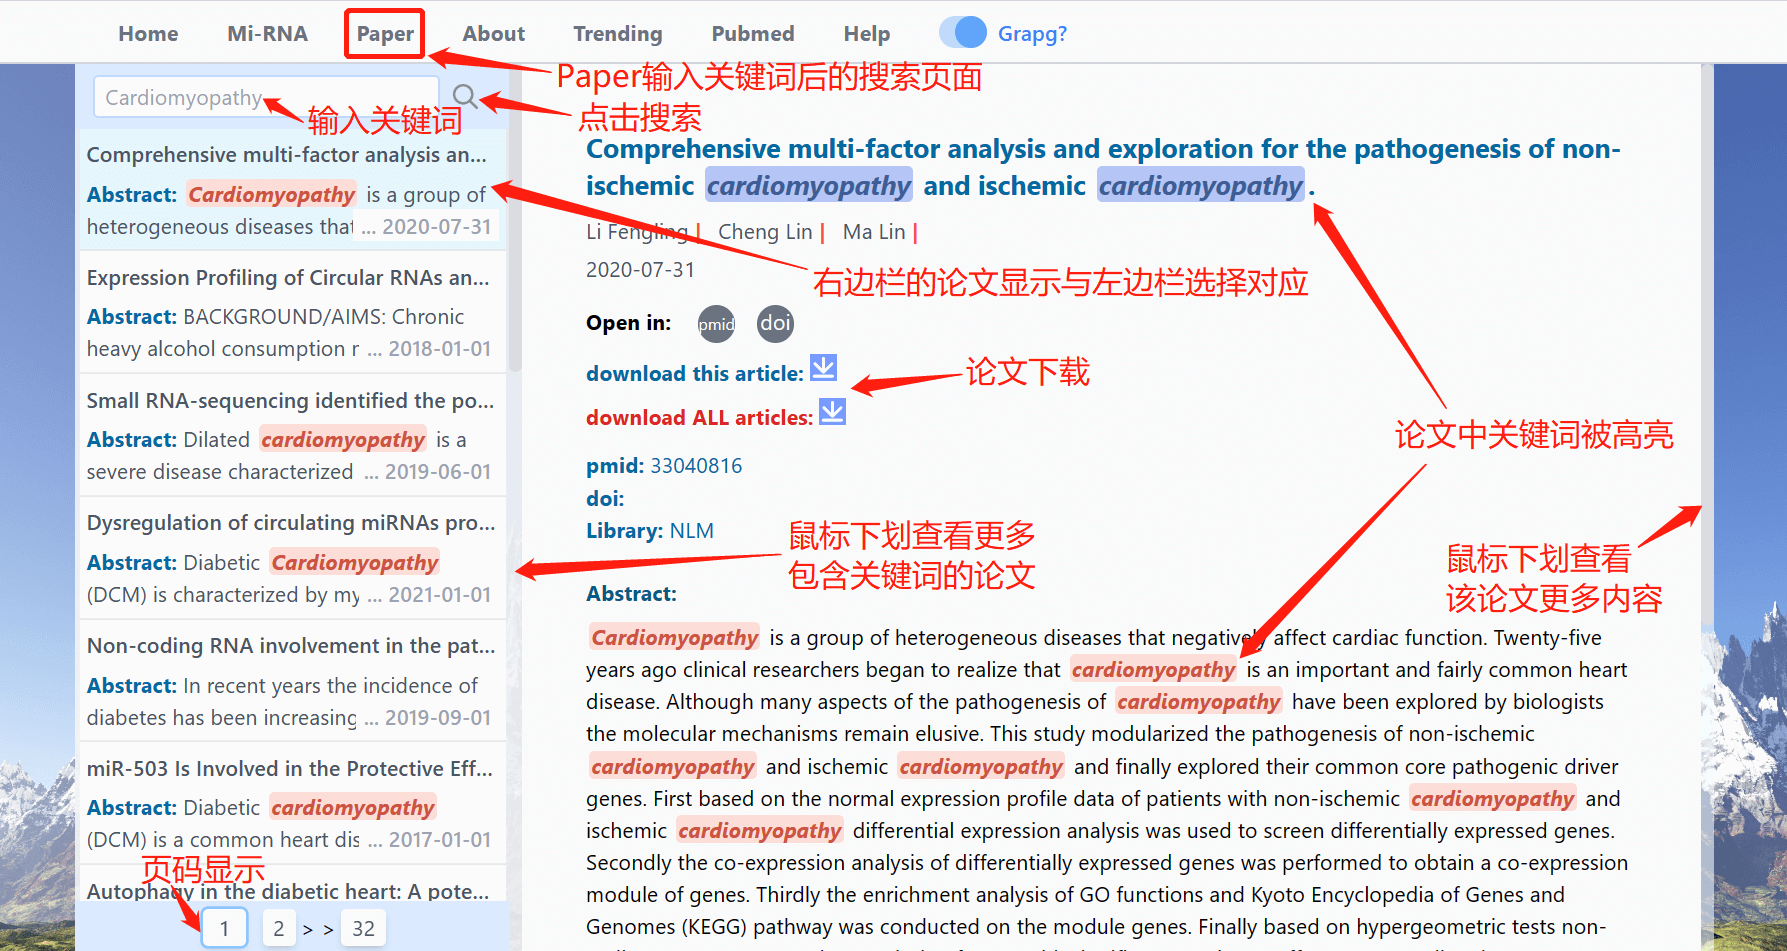 Home Mi-RNA Paper About Trending Pubmed Help Grapg?
Paper输入关键词后的搜索页面
Cardiomyopathy
输入关键词
点击搜索
Comprehensive multi-factor analysis an...
Abstract: Cardiomyopathy is a group of
heterogeneous diseases that ... 2020-07-31
Expression Profiling of Circular RNAs an...
Abstract: BACKGROUND/AIMS: Chronic
heavy alcohol consumption r ... 2018-01-01
Small RNA-sequencing identified the po...
Abstract: Dilated cardiomyopathy is a
severe disease characterized ... 2019-06-01
Dysregulation of circulating miRNAs pro...
Abstract: Diabetic Cardiomyopathy
(DCM) is characterized by my ... 2021-01-01
Non-coding RNA involvement in the pat...
Abstract: In recent years the incidence of
diabetes has been increasing ... 2019-09-01
miR-503 Is Involved in the Protective Eff...
Abstract: Diabetic cardiomyopathy
(DCM) is a common heart dis ... 2017-01-01
页码显示
Autophagy in the diabetic heart: A pote...
1 2 > > 32
Comprehensive multi-factor analysis and exploration for the pathogenesis of non-
ischemic cardiomyopathy and ischemic cardiomyopathy.
Li Fengling | Cheng Lin | Ma Lin |
2020-07-31
右边栏的论文显示与左边栏选择对应
Open in: pmid doi
download this article:
论文下载
download ALL articles:
论文中关键词被高亮
pmid: 33040816
doi:
Library: NLM
鼠标下划查看更多
包含关键词的论文
鼠标下划查看
该论文更多内容
Abstract:
Cardiomyopathy is a group of heterogeneous diseases that negatively affect cardiac function. Twenty-five
years ago clinical researchers began to realize that cardiomyopathy is an important and fairly common heart
disease. Although many aspects of the pathogenesis of cardiomyopathy have been explored by biologists
the molecular mechanisms remain elusive. This study modularized the pathogenesis of non-ischemic
cardiomyopathy and ischemic cardiomyopathy and finally explored their common core pathogenic driver
genes. First based on the normal expression profile data of patients with non-ischemic cardiomyopathy and
ischemic cardiomyopathy differential expression analysis was used to screen differentially expressed genes.
Secondly the co-expression analysis of differentially expressed genes was performed to obtain a co-expression
module of genes. Thirdly the enrichment analysis of GO functions and Kyoto Encyclopedia of Genes and
Genomes (KEGG) pathway was conducted on the module genes. Finally based on hypergeometric tests non-